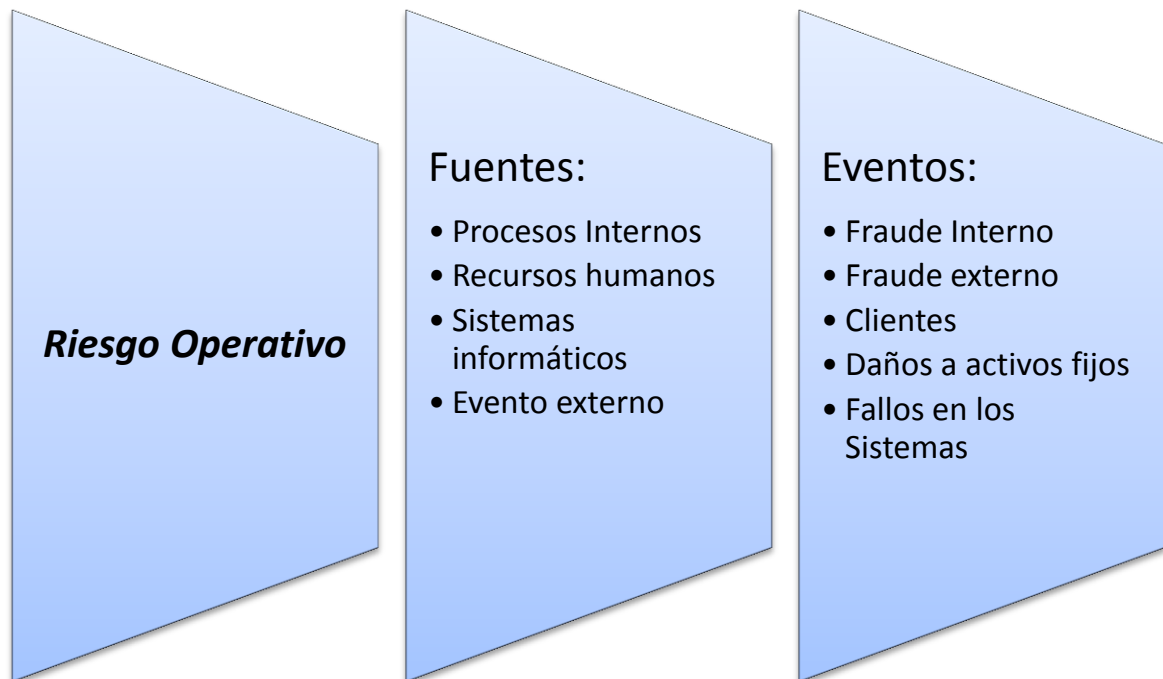 Riesgo Operativo
Fuentes:
• Procesos Internos
• Recursos humanos
• Sistemas
informáticos
• Evento externo
Eventos:
• Fraude Interno
• Fraude externo
• Clientes
• Daños a activos fijos
• Fallos en los
Sistemas